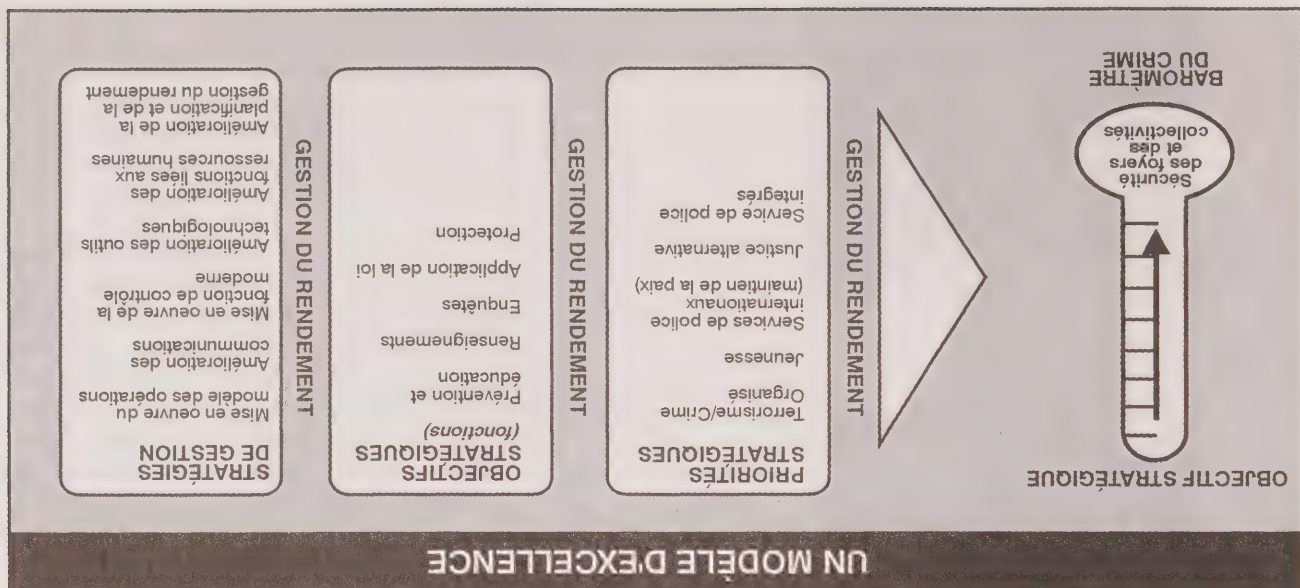 UN MODÈLE D'EXCELLENCE
OBJECTIF STRATÉGIQUE
Sécurité
des foyers
et des
collectivités
BAROMÈTRE
DU CRIME
GESTION DU RENDEMENT
PRIORITÉS
STRATÉGIQUES
Terrorisme/Crime
Organisé
Jeunesse
Services de police
internationaux
(maintien de la paix)
Justice alternative
Service de police
integrés
GESTION DU RENDEMENT
OBJECTIFS
STRATÉGIQUES
(fonctions)
Prévention et
éducation
Renseignements
Enquêtes
Application de la loi
Protection
GESTION DU RENDEMENT
STRATÉGIES
DE GESTION
Mise en oeuvre du
modèle des opérations
Amélioration des
communications
Mise en oeuvre de la
fonction de contrôle
moderne
Amélioration des outils
technologiques
Amélioration des
fonctions liées aux
ressources humaines
Amélioration de la
planification et de la
gestion du rendement